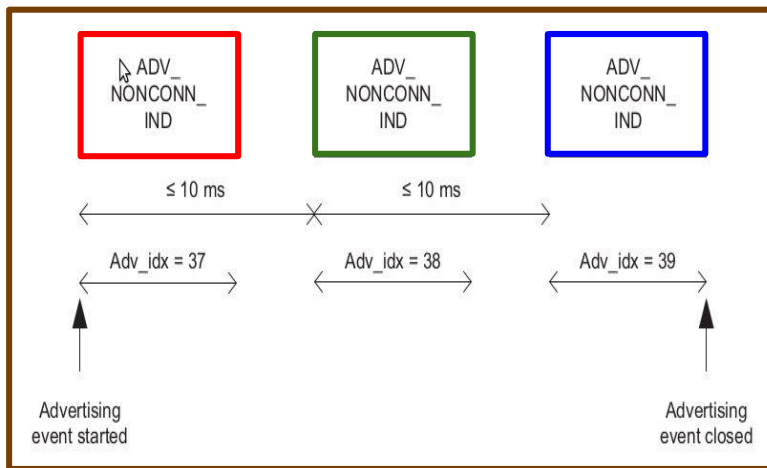 ADV_
NONCONN_
IND
ADV_
NONCONN_
IND
ADV_
NONCONN_
IND
≤ 10 ms
≤ 10 ms
Adv_idx = 37
Adv_idx = 38
Adv_idx = 39
Advertising
event started
Advertising
event closed